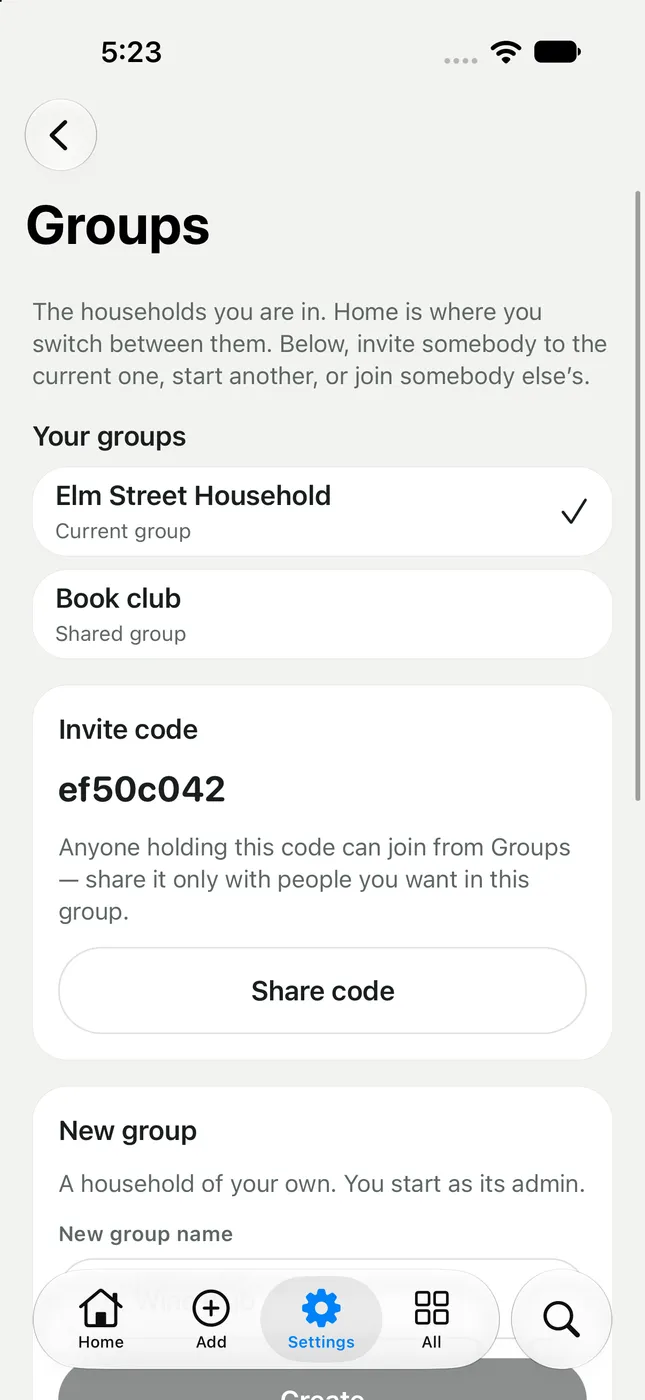 5:23
Groups
The households you are in. Home is where you
switch between them. Below, invite somebody to the
current one, start another, or join somebody else’s.
Your groups
Elm Street Household
Current group
Book club
Shared group
Invite code
ef50c042
Anyone holding this code can join from Groups
— share it only with people you want in this
group.
Share code
New group
A household of your own. You start as its admin.
New group name
Home
Add
Settings
All
Create